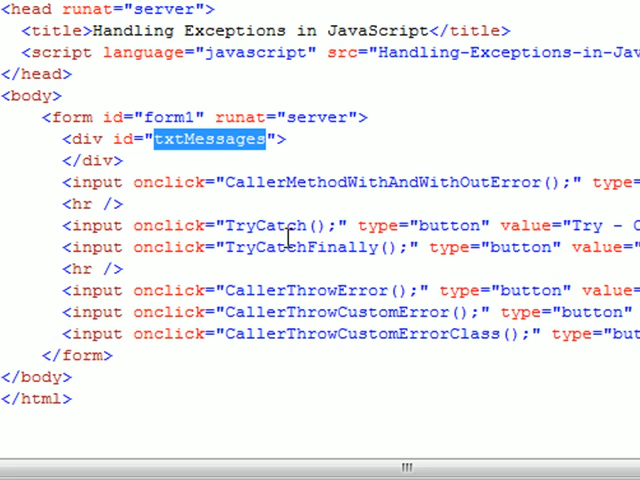 <head runat="server">
<title>Handling Exceptions in JavaScript</title>
<script language="javascript" src="Handling-Exceptions-in-Jav
</head>
<body>
<form id="form1" runat="server">
<div id="txtMessages">
</div>
<input onclick="CallerMethodWithAndWithOutError();" type=
<hr />
<input onclick="TryCatch();" type="button" value="Try - C
<input onclick="TryCatchFinally();" type="button" value="
<hr />
<input onclick="CallerThrowError();" type="button" value=
<input onclick="CallerThrowCustomError();" type="button"
<input onclick="CallerThrowCustomErrorClass();" type="but
</form>
</body>
</html>